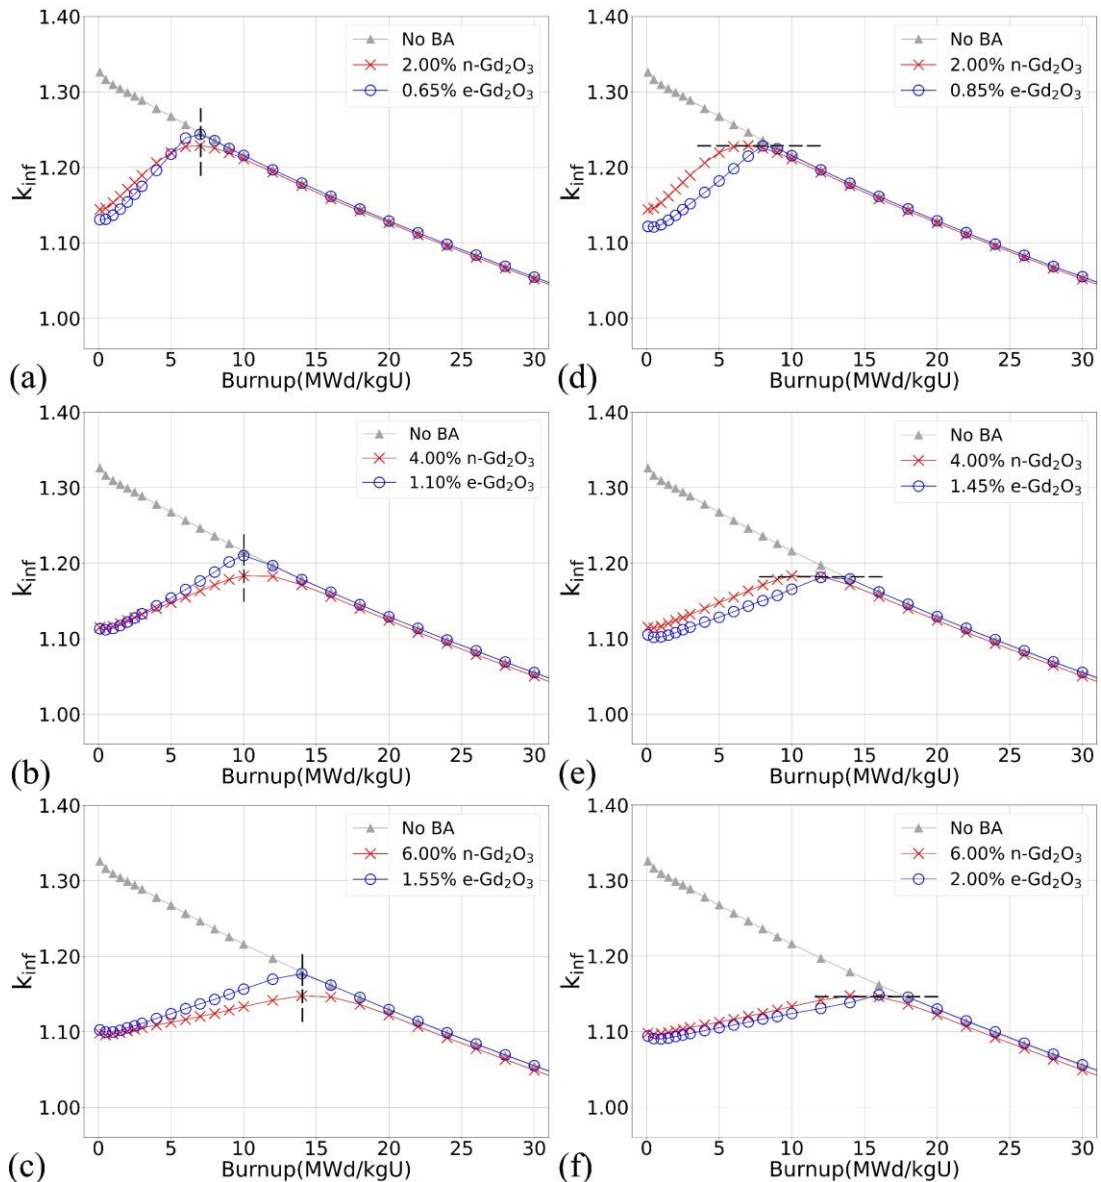 1.40
1.30
1.20
1.10
1.00
k_inf
No BA
2.00% n-Gd₂O₃
0.65% e-Gd₂O₃
0 5 10 15 20 25 30
Burnup(MWd/kgU)
(a)
1.40
1.30
1.20
1.10
1.00
k_inf
No BA
2.00% n-Gd₂O₃
0.85% e-Gd₂O₃
0 5 10 15 20 25 30
Burnup(MWd/kgU)
(d)
1.40
1.30
1.20
1.10
1.00
k_inf
No BA
4.00% n-Gd₂O₃
1.10% e-Gd₂O₃
0 5 10 15 20 25 30
Burnup(MWd/kgU)
(b)
1.40
1.30
1.20
1.10
1.00
k_inf
No BA
4.00% n-Gd₂O₃
1.45% e-Gd₂O₃
0 5 10 15 20 25 30
Burnup(MWd/kgU)
(e)
1.40
1.30
1.20
1.10
1.00
k_inf
No BA
6.00% n-Gd₂O₃
1.55% e-Gd₂O₃
0 5 10 15 20 25 30
Burnup(MWd/kgU)
(c)
1.40
1.30
1.20
1.10
1.00
k_inf
No BA
6.00% n-Gd₂O₃
2.00% e-Gd₂O₃
0 5 10 15 20 25 30
Burnup(MWd/kgU)
(f)